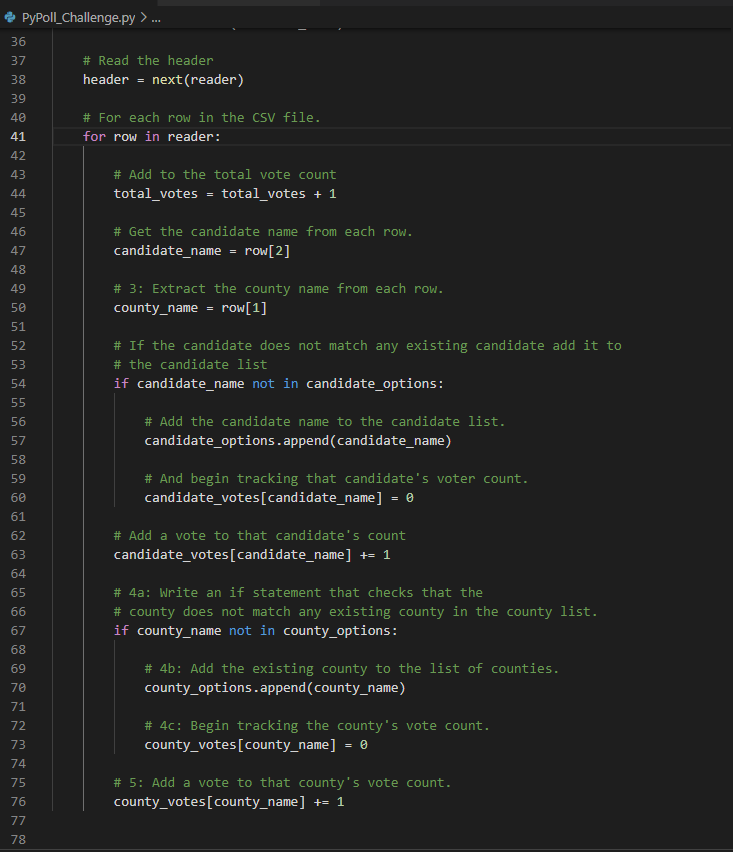 PyPoll_Challenge.py > ...
36
37 # Read the header
38 header = next(reader)
39
40 # For each row in the CSV file.
41 for row in reader:
42
43 # Add to the total vote count
44 total_votes = total_votes + 1
45
46 # Get the candidate name from each row.
47 candidate_name = row[2]
48
49 # 3: Extract the county name from each row.
50 county_name = row[1]
51
52 # If the candidate does not match any existing candidate add it to
53 # the candidate list
54 if candidate_name not in candidate_options:
55
56 # Add the candidate name to the candidate list.
57 candidate_options.append(candidate_name)
58
59 # And begin tracking that candidate's voter count.
60 candidate_votes[candidate_name] = 0
61
62 # Add a vote to that candidate's count
63 candidate_votes[candidate_name] += 1
64
65 # 4a: Write an if statement that checks that the
66 # county does not match any existing county in the county list.
67 if county_name not in county_options:
68
69 # 4b: Add the existing county to the list of counties.
70 county_options.append(county_name)
71
72 # 4c: Begin tracking the county's vote count.
73 county_votes[county_name] = 0
74
75 # 5: Add a vote to that county's vote count.
76 county_votes[county_name] += 1
77
78